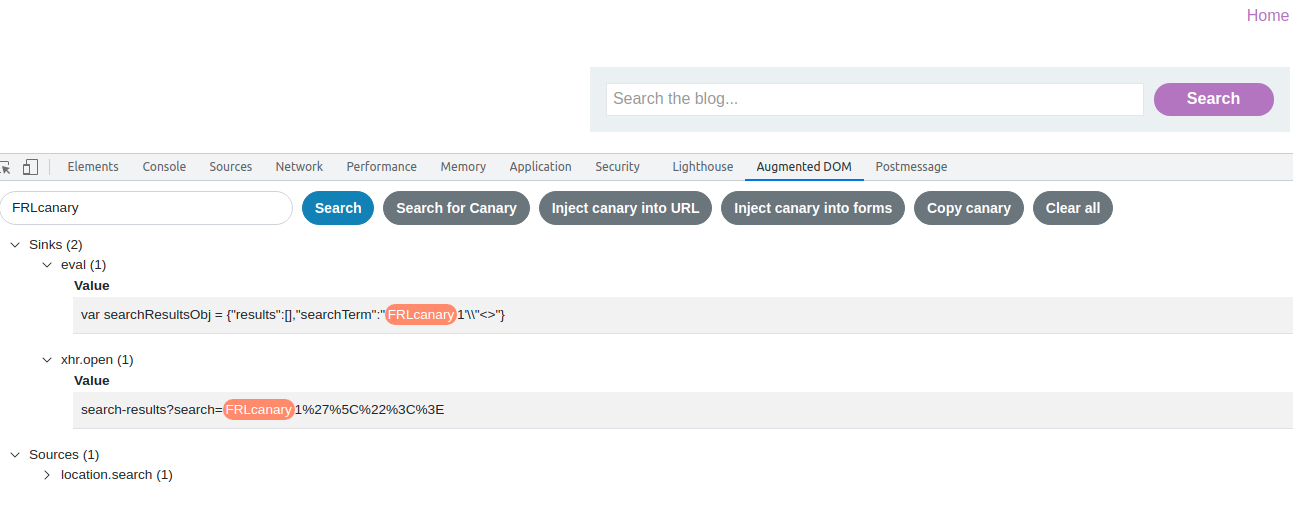 Home
Search the blog... Search
Elements Console Sources Network Performance Memory Application Security Lighthouse Augmented DOM Postmessage
FRLcanary Search Search for Canary Inject canary into URL Inject canary into forms Copy canary Clear all
Sinks (2)
eval (1)
Value
var searchResultsObj = {"results":[],"searchTerm":"FRLcanary1'\\"<>"}
xhr.open (1)
Value
search-results?search=FRLcanary1%27%5C%22%3C%3E
Sources (1)
location.search (1)